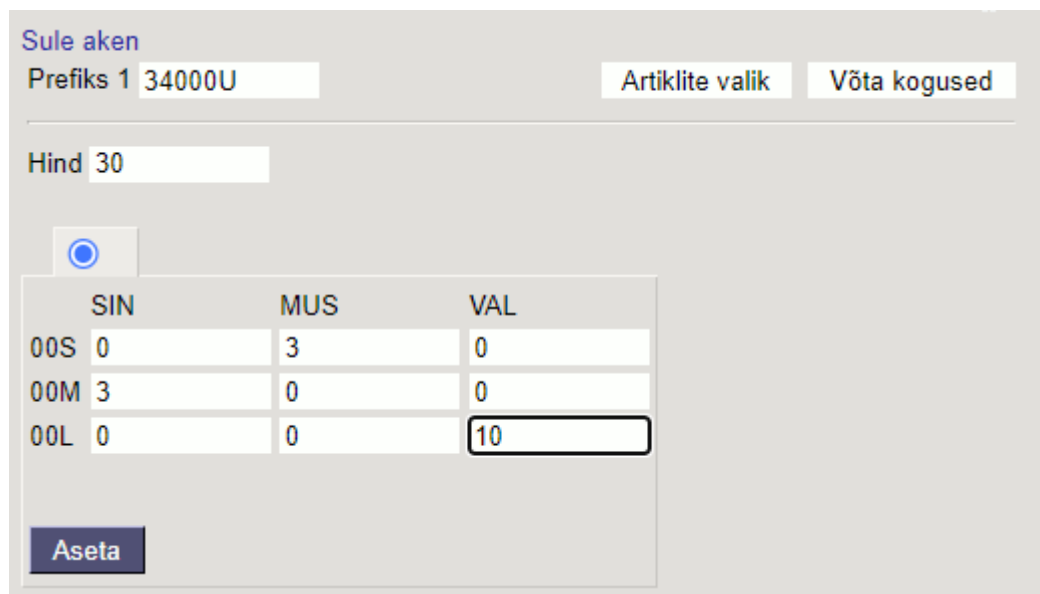 Sule aken
Prefiks 1 34000U Artiklite valik Võta kogused
Hind 30
SIN MUS VAL
00S 0 3 0
00M 3 0 0
00L 0 0 10
Aseta